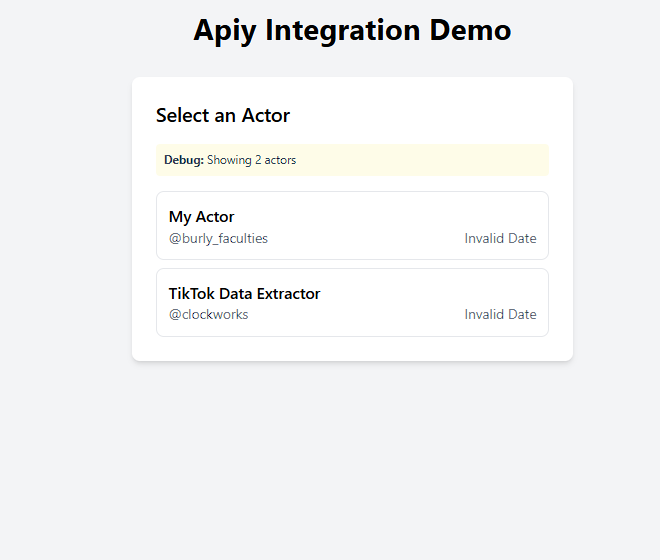 Apiy Integration Demo
Select an Actor
Debug: Showing 2 actors
My Actor
@burly_faculties Invalid Date
TikTok Data Extractor
@clockworks Invalid Date